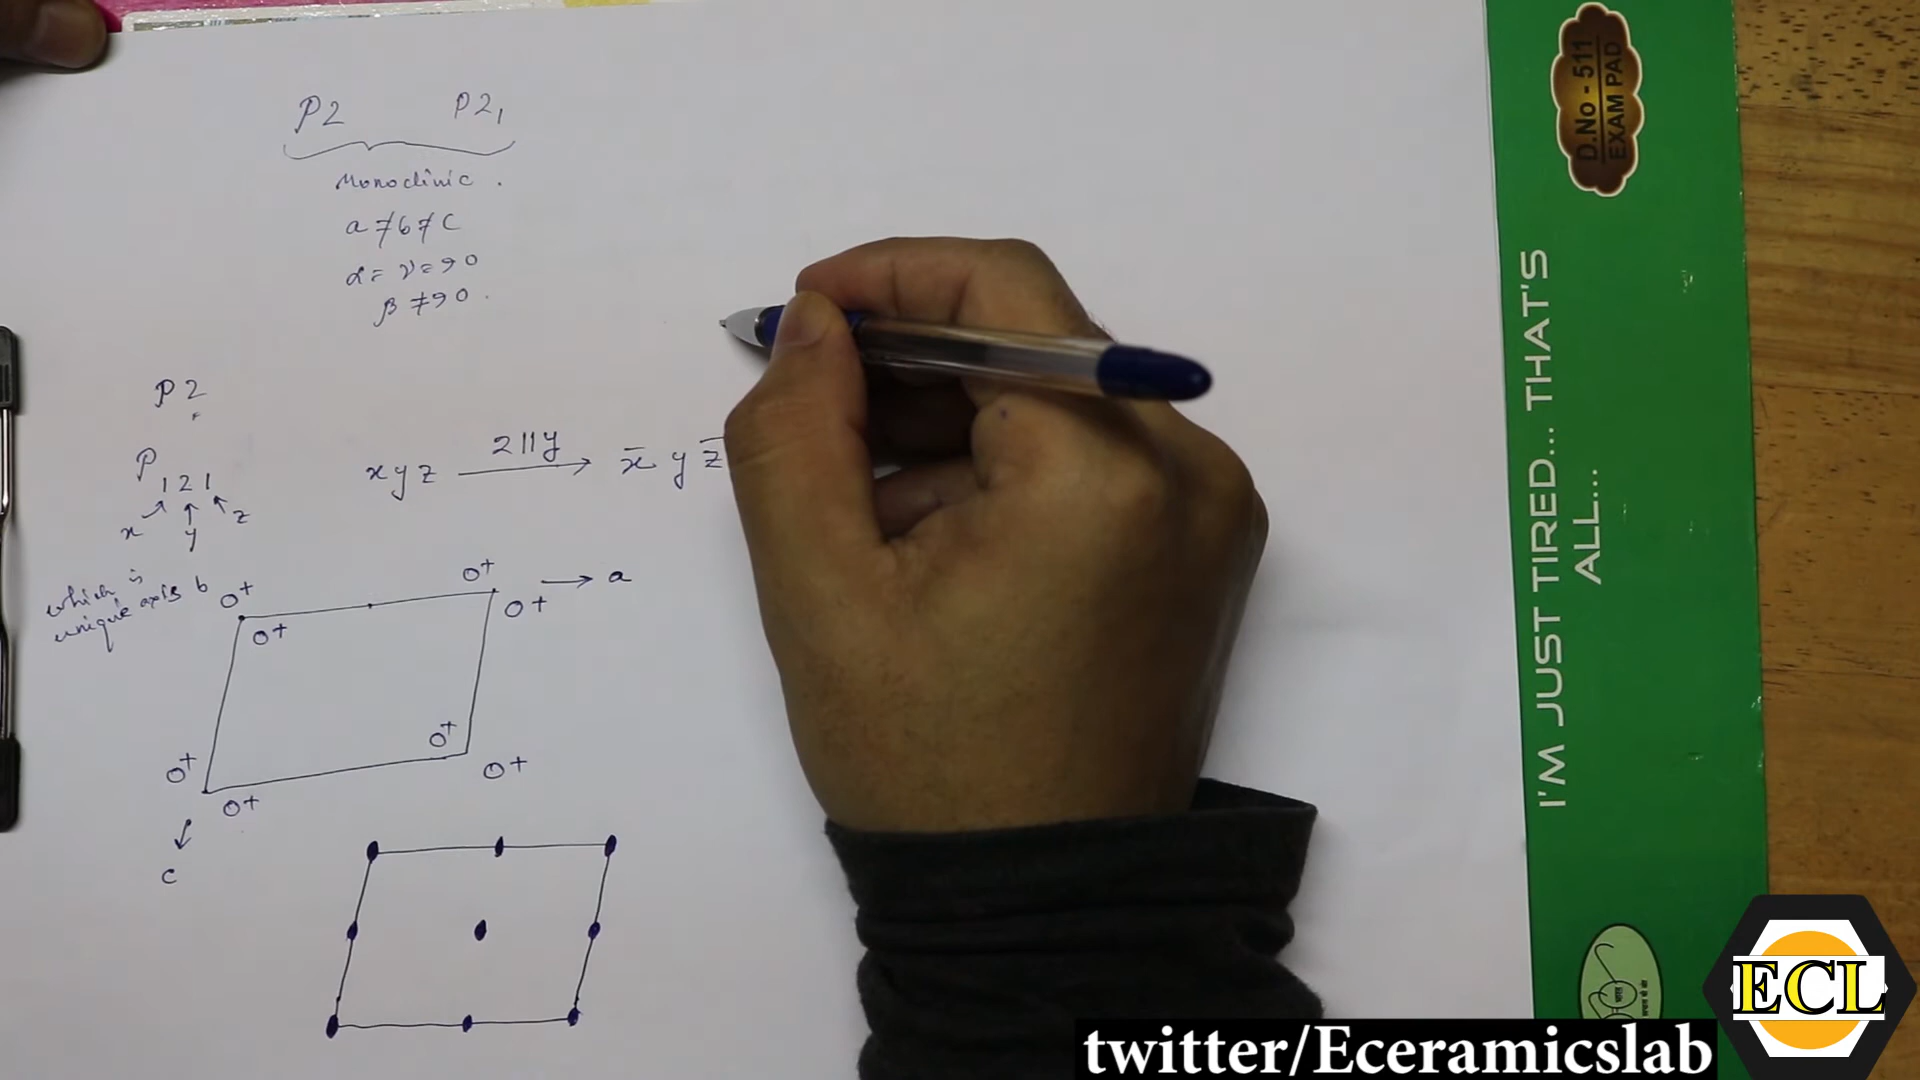 P2 P2₁
Monoclinic .
a ≠ b ≠ c
α = γ = 90
β ≠ 90 .
P 2
P 1 2 1
x y z
x y z 2 || y → x̄ y z̄
which is
unique axis b
O+ O+ → a
O+ O+
O+ O+
O+ O+
c
D.No - 511
EXAM PAD
I'M JUST TIRED... THAT'S
ALL...
ECL
twitter/Eceramicslab